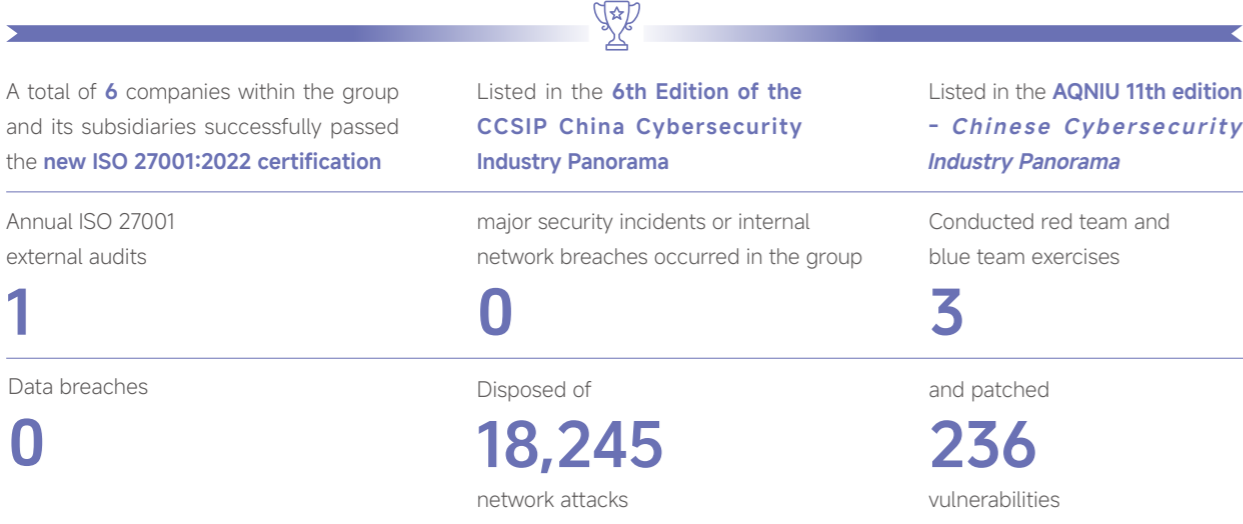 A total of 6 companies within the group
and its subsidiaries successfully passed
the new ISO 27001:2022 certification
Listed in the 6th Edition of the
CCSIP China Cybersecurity
Industry Panorama
Listed in the AQNIU 11th edition
– Chinese Cybersecurity
Industry Panorama
Annual ISO 27001
external audits
1
major security incidents or internal
network breaches occurred in the group
0
Conducted red team and
blue team exercises
3
Data breaches
0
Disposed of
18,245
network attacks
and patched
236
vulnerabilities